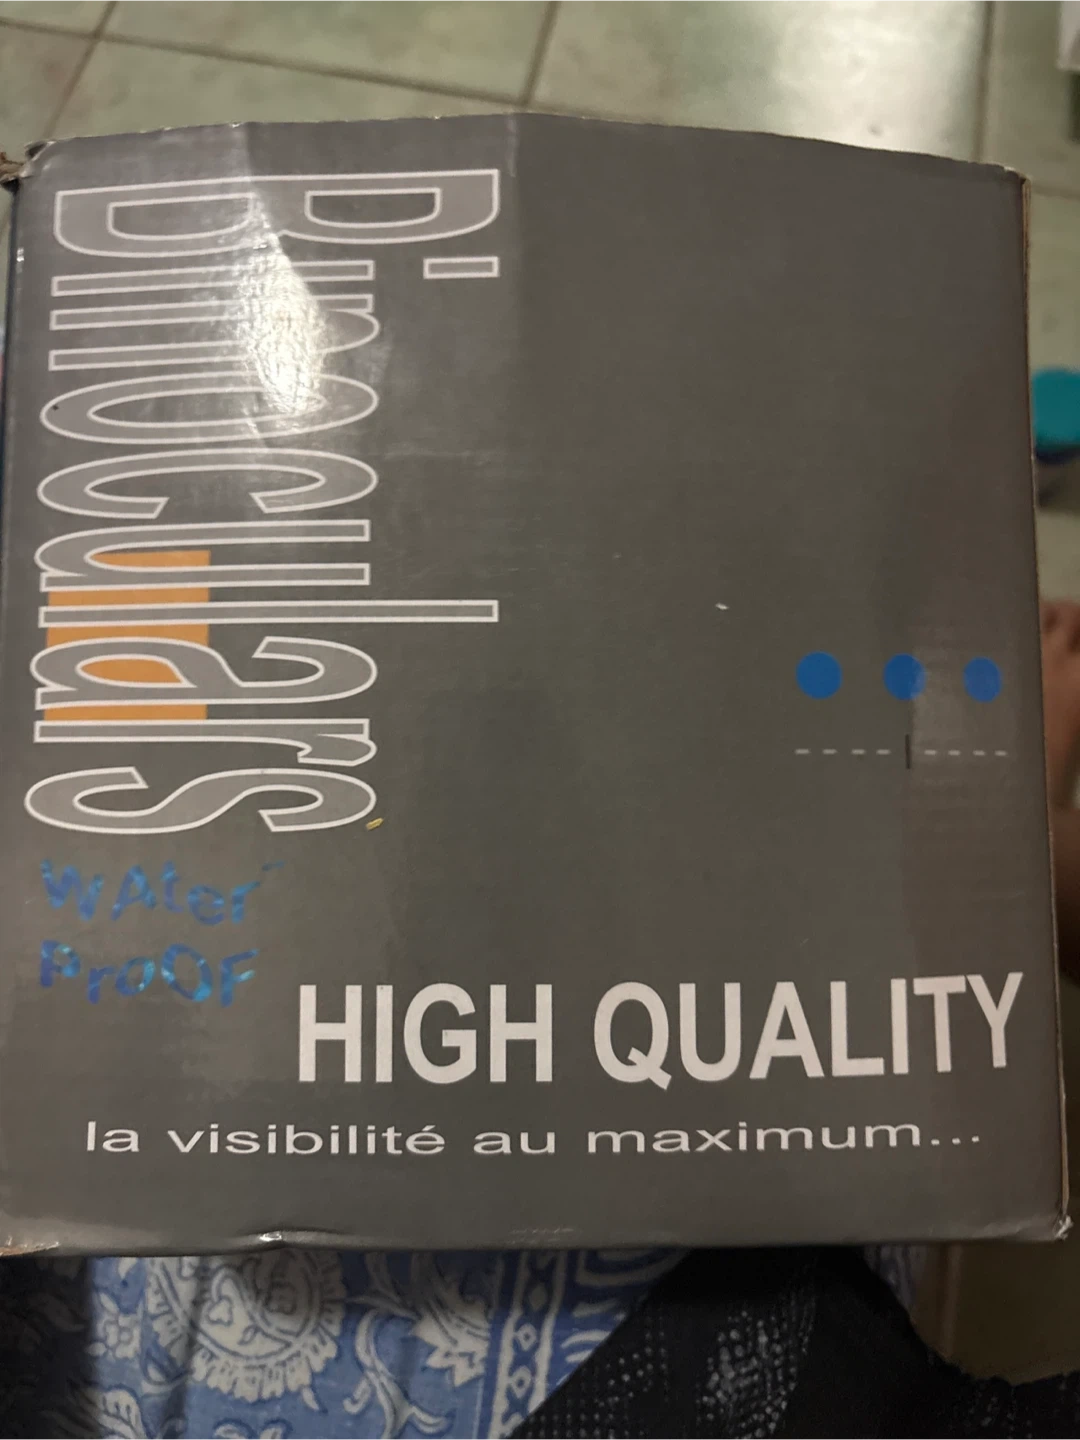 Binoculars
WAter
ProOF
HIGH QUALITY
la visibilité au maximum...